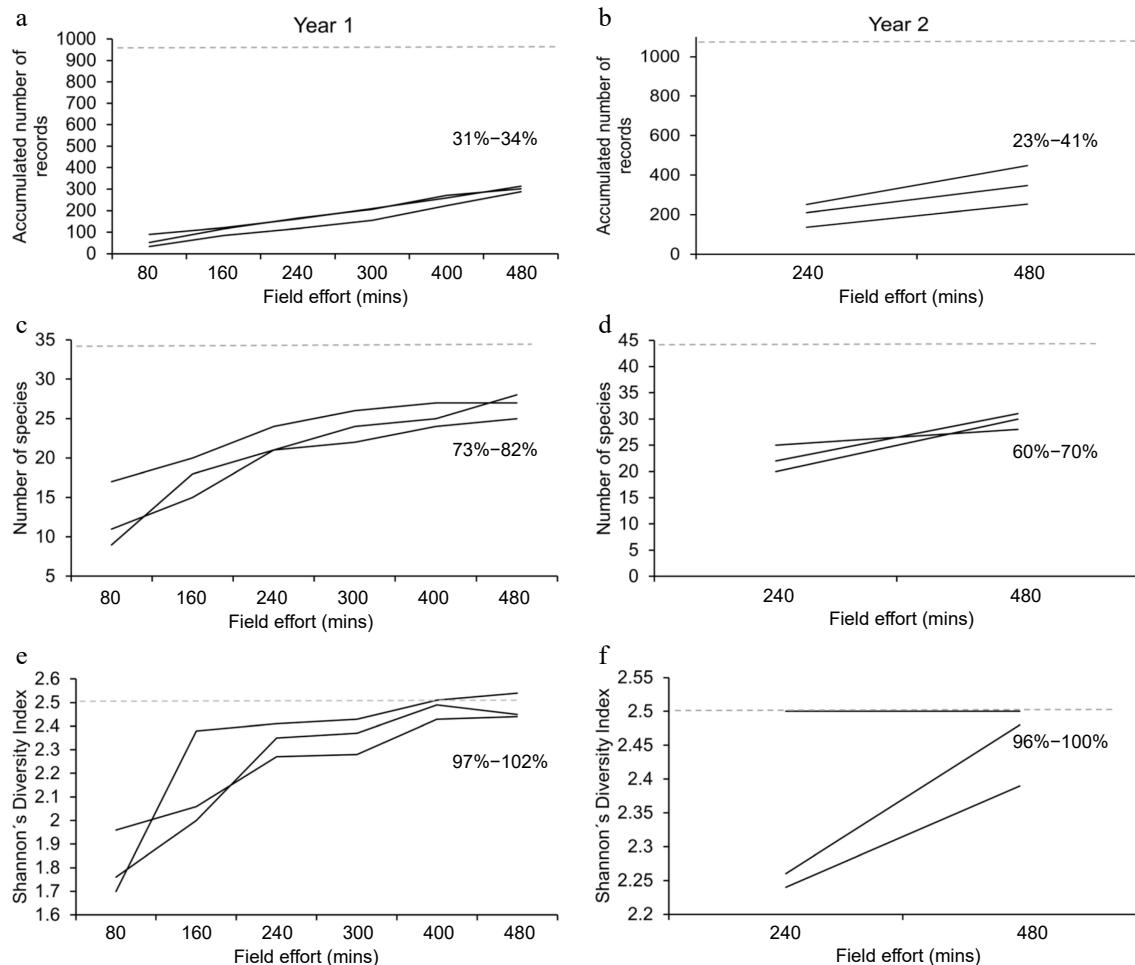 a
Year 1
Accumulated number of
records
1000
900
800
700
600
500
400
300
200
100
0
31%−34%
80 160 240 300 400 480
Field effort (mins)
b
Year 2
Accumulated number of
records
1000
800
600
400
200
0
23%−41%
240 480
Field effort (mins)
c
Number of species
35
30
25
20
15
10
5
73%−82%
80 160 240 300 400 480
Field effort (mins)
d
Number of species
45
40
35
30
25
20
15
10
5
0
60%−70%
240 480
Field effort (mins)
e
Shannon´s Diversity Index
2.6
2.5
2.4
2.3
2.2
2.1
2
1.9
1.8
1.7
1.6
97%−102%
80 160 240 300 400 480
Field effort (mins)
f
Shannon´s Diversity Index
2.55
2.5
2.45
2.4
2.35
2.3
2.25
2.2
96%−100%
240 480
Field effort (mins)